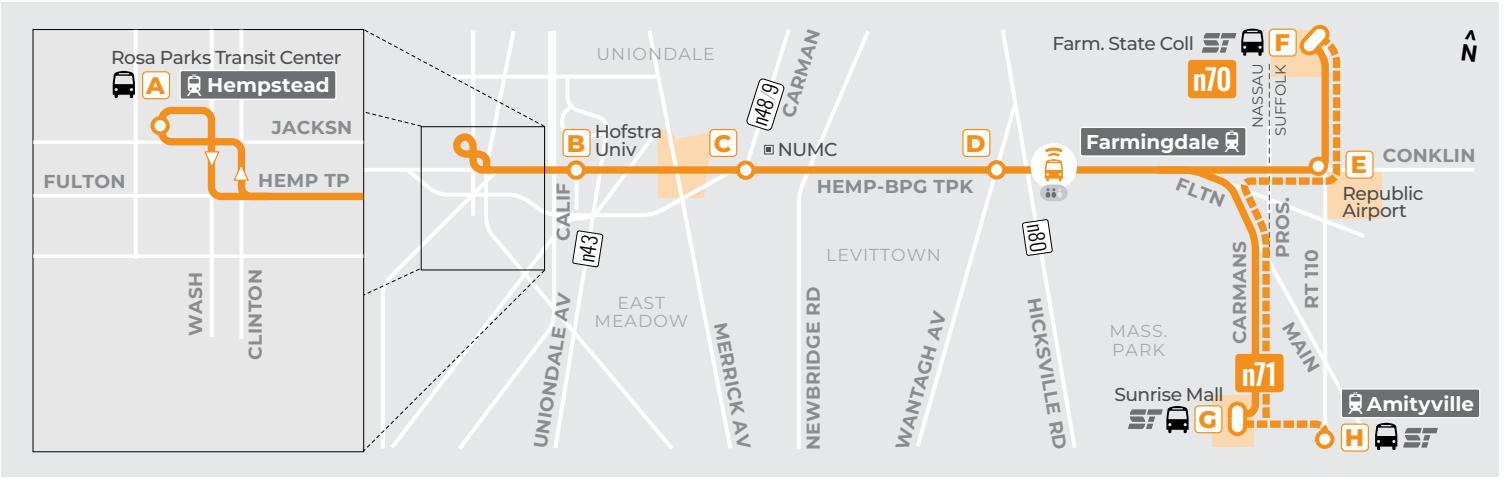 Rosa Parks Transit Center
A
Hempstead
JACKSN
FULTON
HEMP TP
WASH
CLINTON
UNIONDALE
CARMAN
n48/9
B
Hofstra
Univ
C
NUMC
D
HEMP-BPG TPK
CALIF
n43
UNIONDALE AV
EAST
MEADOW
MERRICK AV
NEWBRIDGE RD
LEVITTOWN
WANTAGH AV
n80
HICKSVILLE RD
MASS.
PARK
Farm. State Coll
ST
F
n70
NASSAU
SUFFOLK
Farmingdale
E
CONKLIN
Republic
Airport
FLTN
PROS.
CARMANS
RT 110
MAIN
n71
Sunrise Mall
ST
G
Amityville
H
ST
N